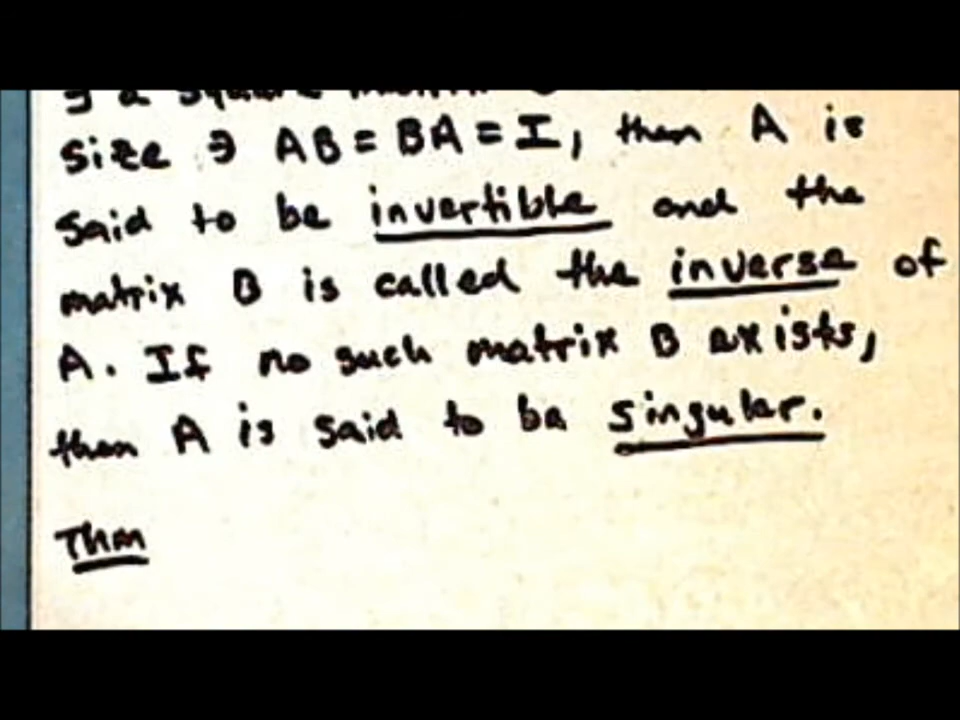 a square
size ∋ AB = BA = I, then A is
said to be invertible and the
matrix B is called the inverse of
A. If no such matrix B exists,
then A is said to be singular.
Thm